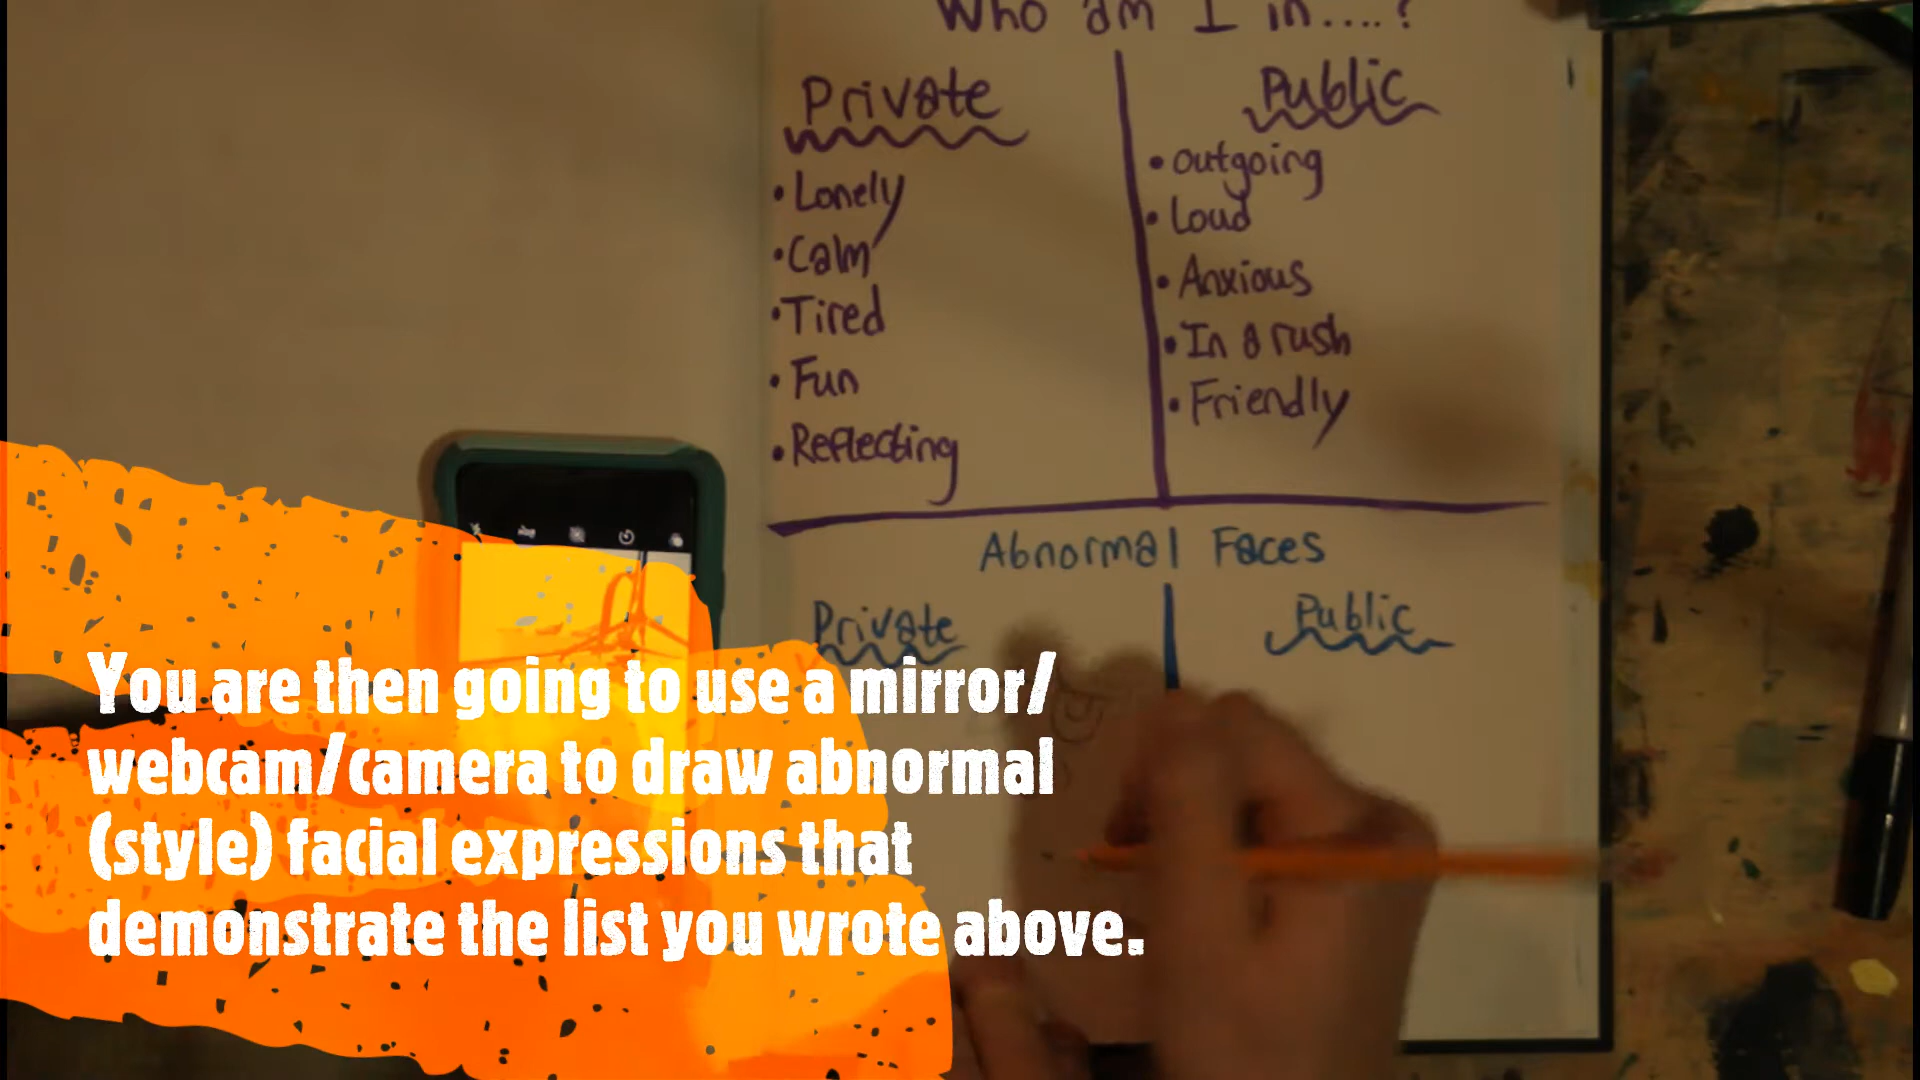 Who am I in....?
Private
Public
• Lonely
• Calm
• Tired
• Fun
• Reflecting
• outgoing
• Loud
• Anxious
• In a rush
• Friendly
Abnormal Faces
Private
Public
You are then going to use a mirror/
webcam/camera to draw abnormal
(style) facial expressions that
demonstrate the list you wrote above.